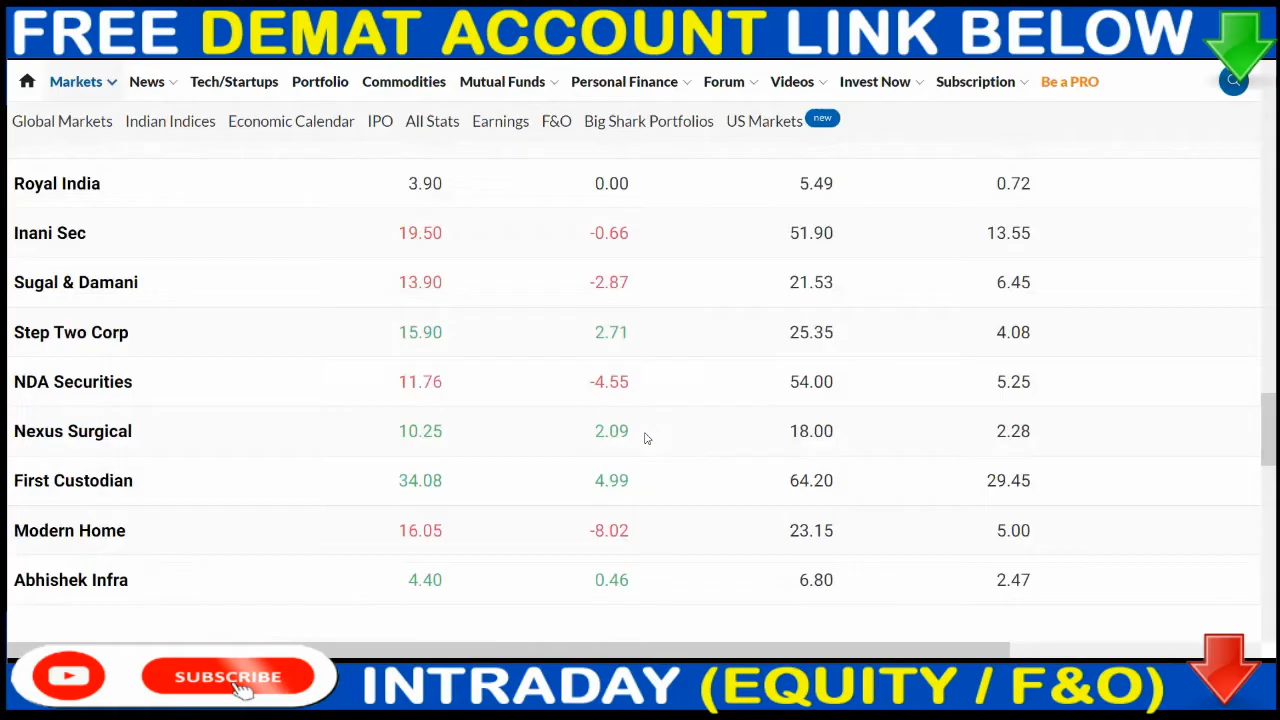 FREE DEMAT ACCOUNT LINK BELOW
Markets News Tech/Startups Portfolio Commodities Mutual Funds Personal Finance Forum Videos Invest Now Subscription Be a PRO
Global Markets Indian Indices Economic Calendar IPO All Stats Earnings F&O Big Shark Portfolios US Markets new
Royal India 3.90 0.00 5.49 0.72
Inani Sec 19.50 -0.66 51.90 13.55
Sugal & Damani 13.90 -2.87 21.53 6.45
Step Two Corp 15.90 2.71 25.35 4.08
NDA Securities 11.76 -4.55 54.00 5.25
Nexus Surgical 10.25 2.09 18.00 2.28
First Custodian 34.08 4.99 64.20 29.45
Modern Home 16.05 -8.02 23.15 5.00
Abhishek Infra 4.40 0.46 6.80 2.47
SUBSCRIBE INTRADAY (EQUITY / F&O)